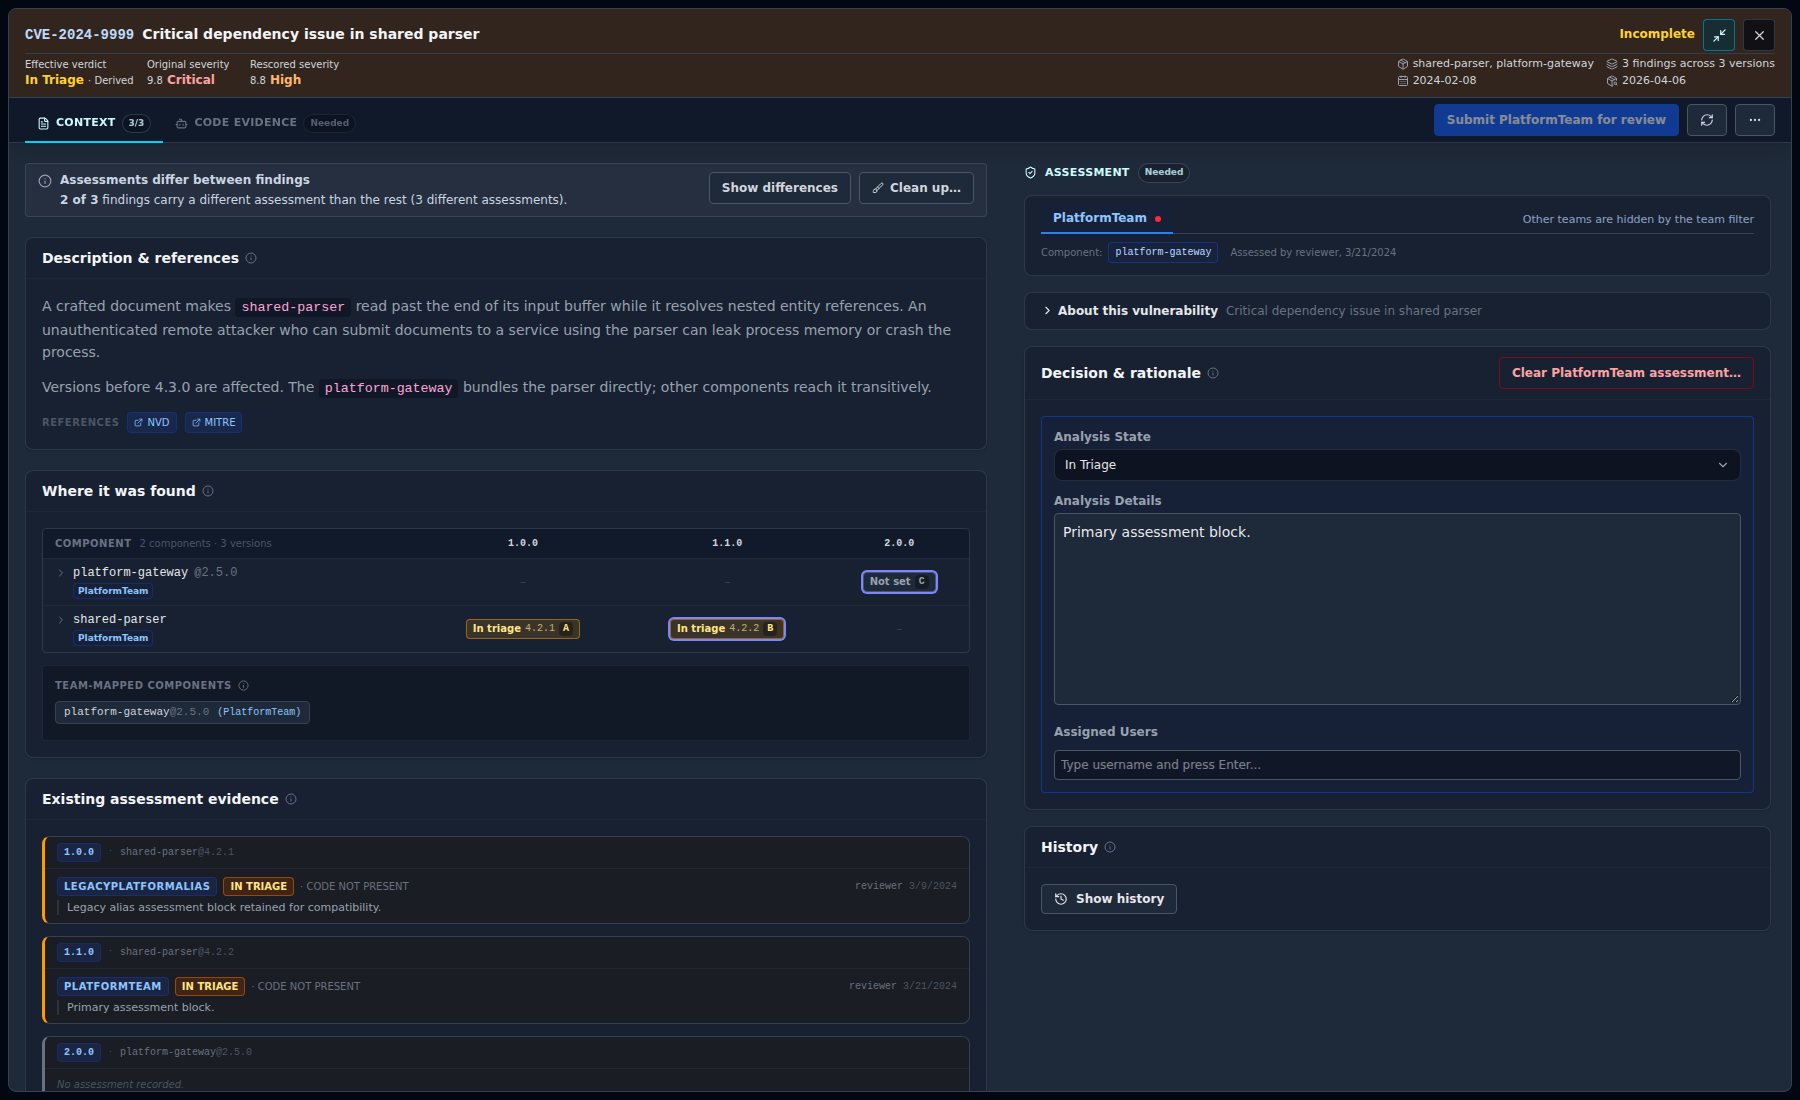 CVE-2024-9999 Critical dependency issue in shared parser
Incomplete
Effective verdict
In Triage · Derived
Original severity
9.8 Critical
Rescored severity
8.8 High
shared-parser, platform-gateway
3 findings across 3 versions
2024-02-08
2026-04-06
CONTEXT 3/3
CODE EVIDENCE Needed
Submit PlatformTeam for review
Assessments differ between findings
2 of 3 findings carry a different assessment than the rest (3 different assessments).
Show differences
Clean up...
Description & references
A crafted document makes shared-parser read past the end of its input buffer while it resolves nested entity references. An
unauthenticated remote attacker who can submit documents to a service using the parser can leak process memory or crash the
process.
Versions before 4.3.0 are affected. The platform-gateway bundles the parser directly; other components reach it transitively.
REFERENCES NVD MITRE
Where it was found
COMPONENT 2 components · 3 versions 1.0.0 1.1.0 2.0.0
platform-gateway @2.5.0 – – Not set C
PlatformTeam
shared-parser In triage 4.2.1 A In triage 4.2.2 B –
PlatformTeam
TEAM-MAPPED COMPONENTS
platform-gateway@2.5.0 (PlatformTeam)
Existing assessment evidence
1.0.0 · shared-parser@4.2.1
LEGACYPLATFORMALIAS IN TRIAGE · CODE NOT PRESENT reviewer 3/9/2024
Legacy alias assessment block retained for compatibility.
1.1.0 · shared-parser@4.2.2
PLATFORMTEAM IN TRIAGE · CODE NOT PRESENT reviewer 3/21/2024
Primary assessment block.
2.0.0 · platform-gateway@2.5.0
No assessment recorded.
ASSESSMENT Needed
PlatformTeam
Other teams are hidden by the team filter
Component: platform-gateway Assessed by reviewer, 3/21/2024
About this vulnerability Critical dependency issue in shared parser
Decision & rationale
Clear PlatformTeam assessment...
Analysis State
In Triage
Analysis Details
Primary assessment block.
Assigned Users
Type username and press Enter...
History
Show history